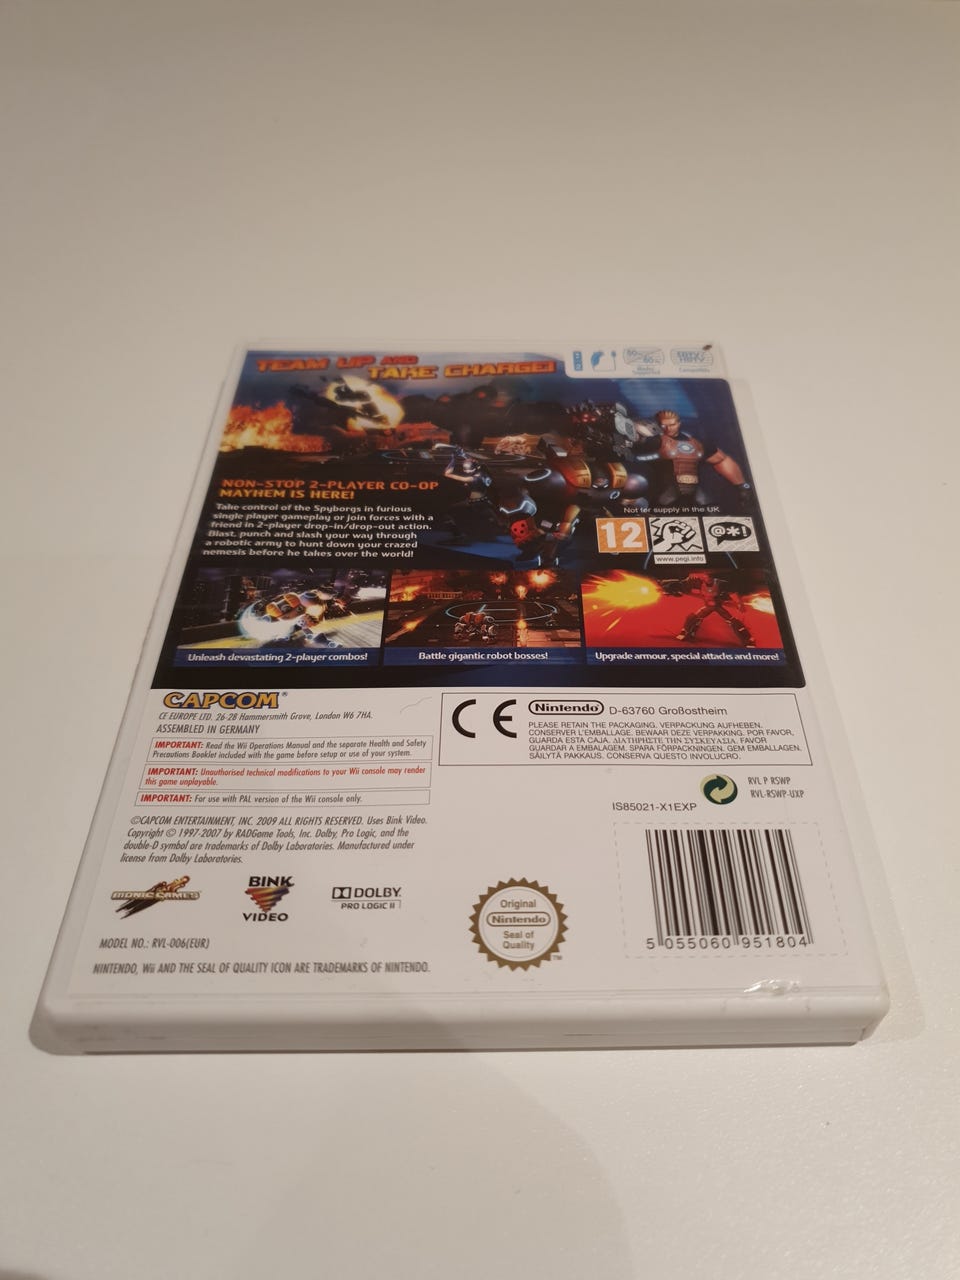 TEAM UP AND
TAKE CHARGE!
NON-STOP 2-PLAYER CO-OP
MAYHEM IS HERE!
Take control of the Spyborgs in furious
single player gameplay or join forces with a
friend in 2-player drop-in/drop-out action.
Blast, punch and slash your way through
a robotic army to hunt down your crazed
nemesis before he takes over the world!
Not for supply in the UK
12
@*!
www.pegi.info
Unleash devastating 2-player combos!
Battle gigantic robot bosses!
Upgrade armour, special attacks and more!
CAPCOM®
CE EUROPE LTD. 26-28 Hammersmith Grove, London W6 7HA.
ASSEMBLED IN GERMANY
IMPORTANT: Read the Wii Operations Manual and the separate Health and Safety
Precautions Booklet included with the game before setup or use of your system.
IMPORTANT: Unauthorised technical modifications to your Wii console may render
this game unplayable.
IMPORTANT: For use with PAL version of the Wii console only.
©CAPCOM ENTERTAINMENT, INC. 2009 ALL RIGHTS RESERVED. Uses Bink Video.
Copyright © 1997-2007 by RADGame Tools, Inc. Dolby, Pro Logic, and the
double-D symbol are trademarks of Dolby Laboratories. Manufactured under
license from Dolby Laboratories.
BIONIC GAMES
BINK
VIDEO
DOLBY
PRO LOGIC II
MODEL NO.: RVL-006(EUR)
NINTENDO, Wii AND THE SEAL OF QUALITY ICON ARE TRADEMARKS OF NINTENDO.
CE
Nintendo® D-63760 Großostheim
PLEASE RETAIN THE PACKAGING. VERPACKUNG AUFHEBEN.
CONSERVER L'EMBALLAGE. BEWAAR DEZE VERPAKKING. POR FAVOR,
GUARDA ESTA CAJA. ΔΙΑΤΗΡΗΣΤΕ ΤΗΝ ΣΥΣΚΕΥΑΣΙΑ. FAVOR
GUARDAR A EMBALAGEM. SPARA FÖRPACKNINGEN. GEM EMBALLAGEN.
SÄILYTÄ PAKKAUS. CONSERVA QUESTO INVOLUCRO.
RVL P RSWP
RVL-RSWP-UXP
IS85021-X1EXP
Original
Nintendo
Seal of
Quality
TM
5 055060 951804